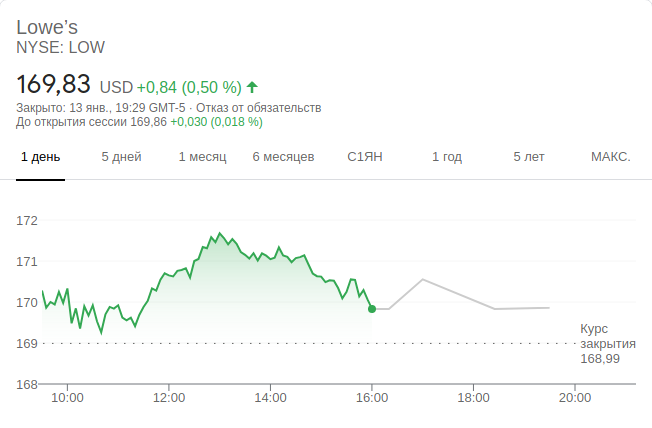 Lowe's
NYSE: LOW
169,83 USD +0,84 (0,50 %)
Закрыто: 13 янв., 19:29 GMT-5 · Отказ от обязательств
До открытия сессии 169,86 +0,030 (0,018 %)
1 день 5 дней 1 месяц 6 месяцев С1ЯН 1 год 5 лет МАКС.
172
171
170
169
168
Курс
закрытия
168,99
10:00 12:00 14:00 16:00 18:00 20:00